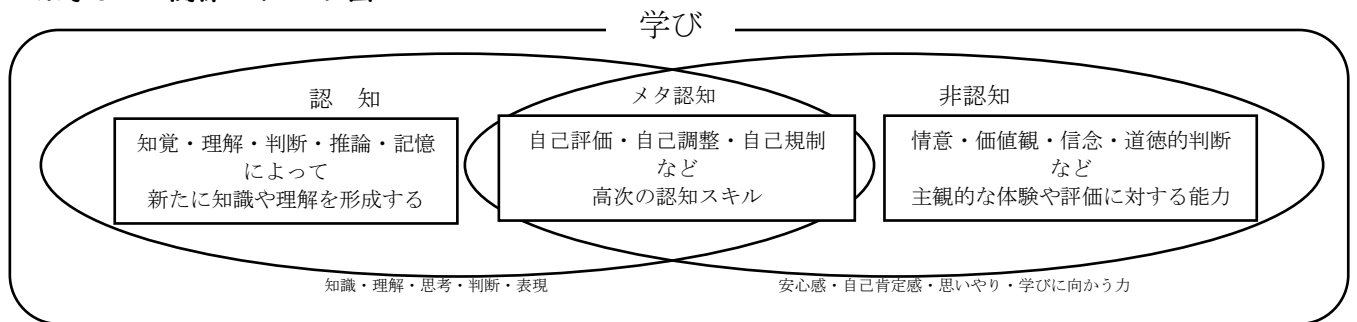 学び
認 知
知覚・理解・判断・推論・記憶
によって
新たに知識や理解を形成する
メタ認知
自己評価・自己調整・自己規制
など
高次の認知スキル
非認知
情意・価値観・信念・道徳的判断
など
主観的な体験や評価に対する能力
知識・理解・思考・判断・表現
安心感・自己肯定感・思いやり・学びに向かう力